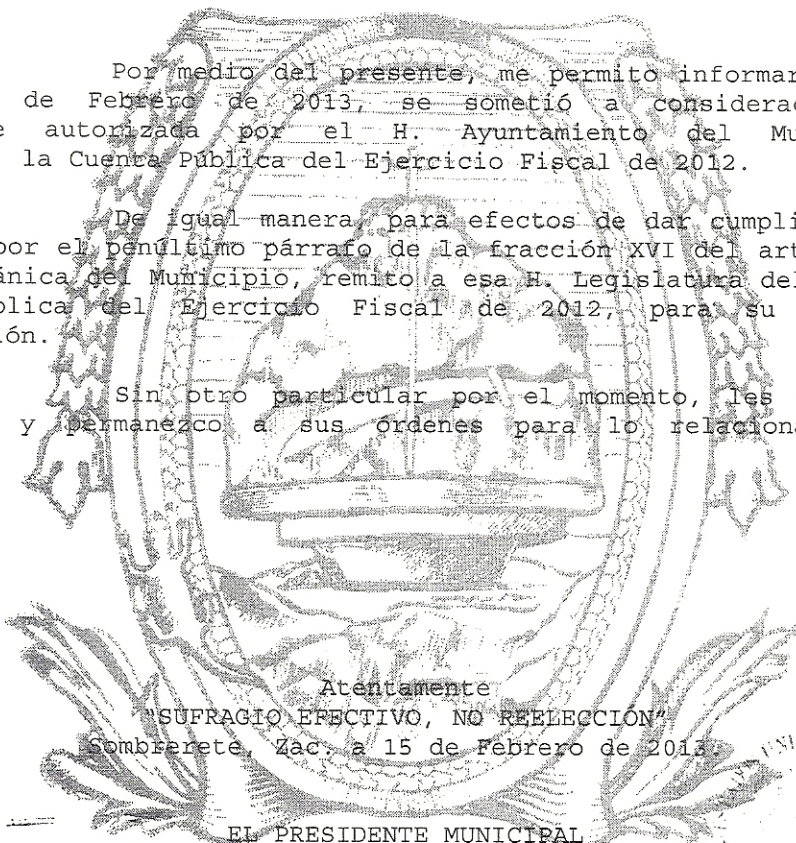 Por medio del presente, me permito informar
de Febrero de 2013, se sometió a considerac
e autorizada por el H. Ayuntamiento del Mu
la Cuenta Pública del Ejercicio Fiscal de 2012.
De igual manera, para efectos de dar cumpli
por el penúltimo párrafo de la fracción XVI del art
ánica del Municipio, remito a esa H. Legislatura del
blica del Ejercicio Fiscal de 2012, para su
ión.
Sin otro particular por el momento, les
y permanezco a sus órdenes para lo relaciona
Atentamente
"SUFRAGIO EFECTIVO, NO REELECCIÓN"
Sombrerete, Zac. a 15 de Febrero de 2013.
EL PRESIDENTE MUNICIPAL